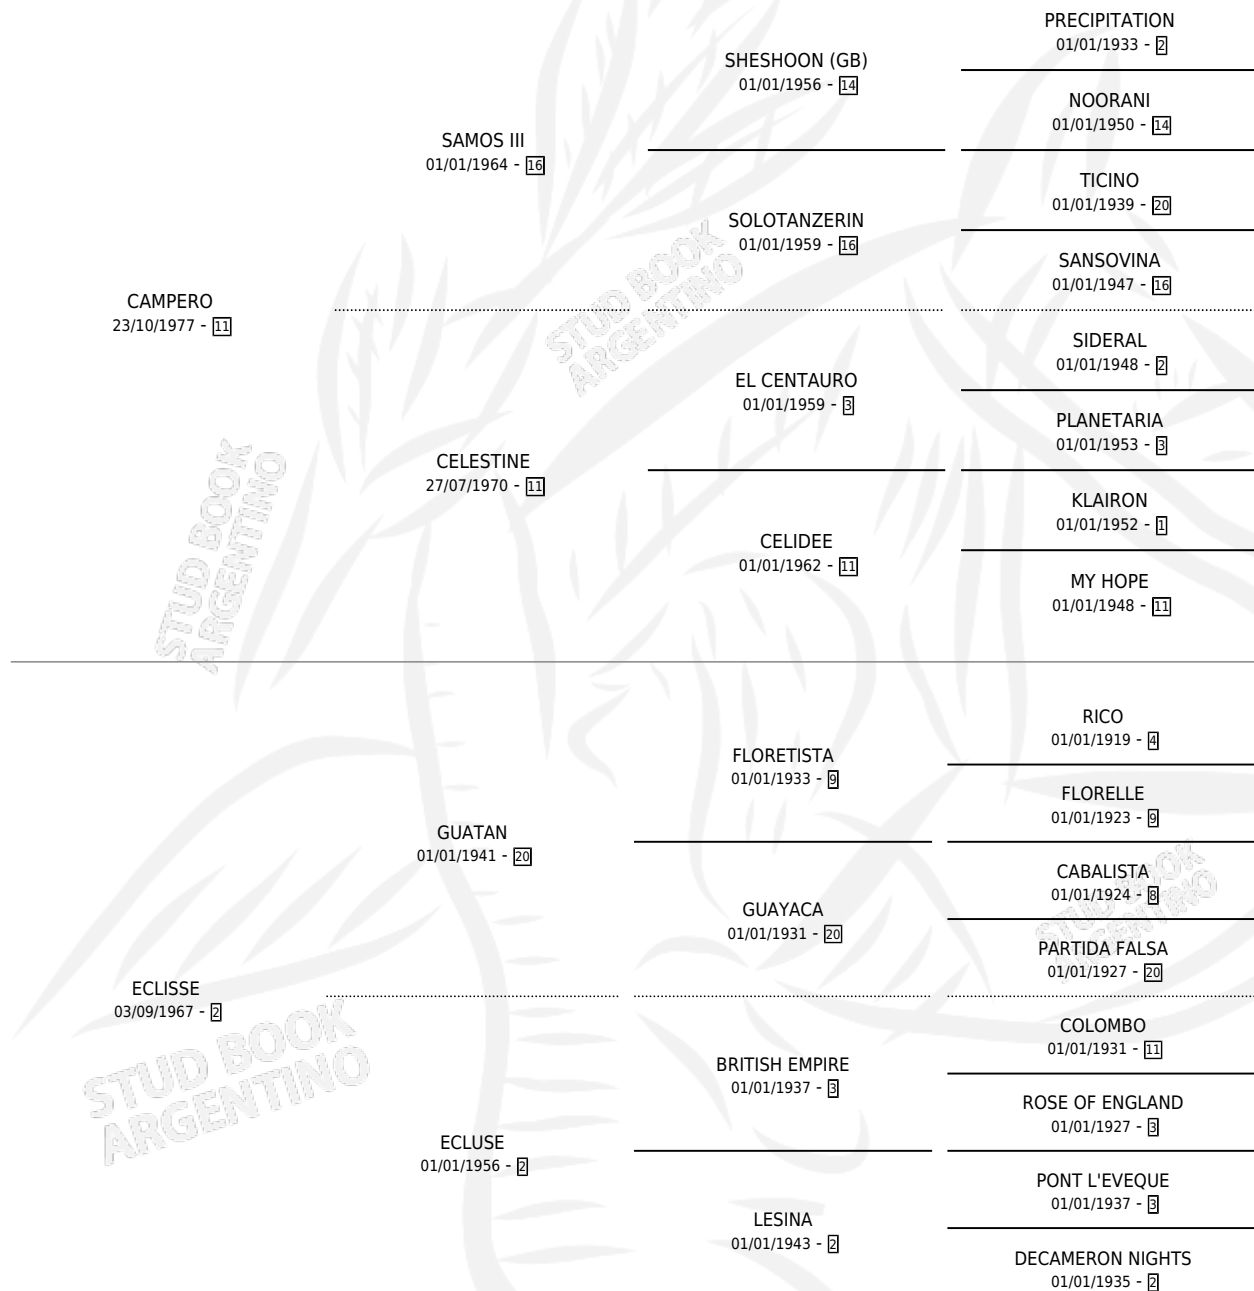 PRECIPITATION
01/01/1933 - 2
SHESHOON (GB)
01/01/1956 - 14
NOORANI
01/01/1950 - 14
SAMOS III
01/01/1964 - 16
TICINO
01/01/1939 - 20
SOLOTANZERIN
01/01/1959 - 16
SANSOVINA
01/01/1947 - 16
CAMPERO
23/10/1977 - 11
SIDERAL
01/01/1948 - 2
EL CENTAURO
01/01/1959 - 3
PLANETARIA
01/01/1953 - 3
CELESTINE
27/07/1970 - 11
KLAIRON
01/01/1952 - 1
CELIDEE
01/01/1962 - 11
MY HOPE
01/01/1948 - 11
RICO
01/01/1919 - 4
FLORETISTA
01/01/1933 - 9
FLORELLE
01/01/1923 - 9
GUATAN
01/01/1941 - 20
CABALISTA
01/01/1924 - 8
GUAYACA
01/01/1931 - 20
PARTIDA FALSA
01/01/1927 - 20
ECLISSE
03/09/1967 - 2
COLOMBO
01/01/1931 - 11
BRITISH EMPIRE
01/01/1937 - 3
ROSE OF ENGLAND
01/01/1927 - 3
ECLUSE
01/01/1956 - 2
PONT L'EVEQUE
01/01/1937 - 3
LESINA
01/01/1943 - 2
DECAMERON NIGHTS
01/01/1935 - 2
STUD BOOK
ARGENTINO
STUD BOOK
ARGENTINO
STUD BOOK
ARGENTINO
STUD BOOK
ARGENTINO